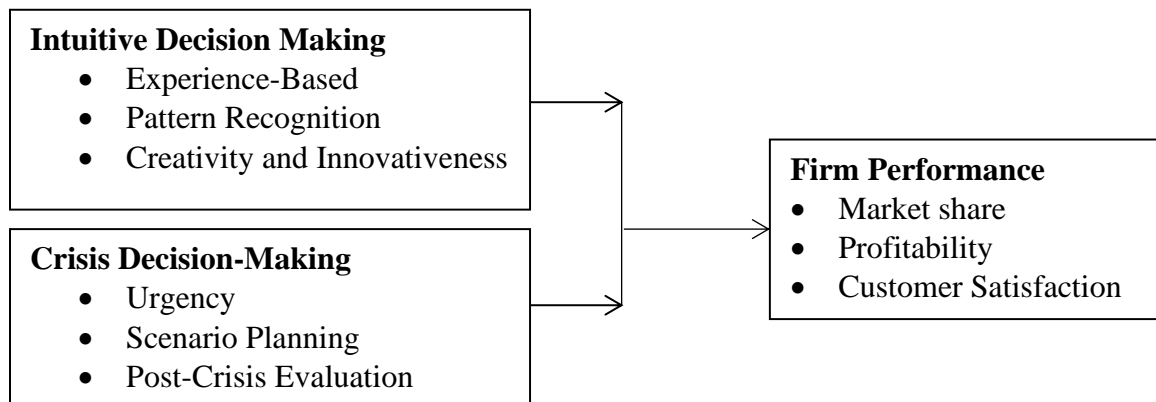 Intuitive Decision Making
• Experience-Based
• Pattern Recognition
• Creativity and Innovativeness
Crisis Decision-Making
• Urgency
• Scenario Planning
• Post-Crisis Evaluation
Firm Performance
• Market share
• Profitability
• Customer Satisfaction